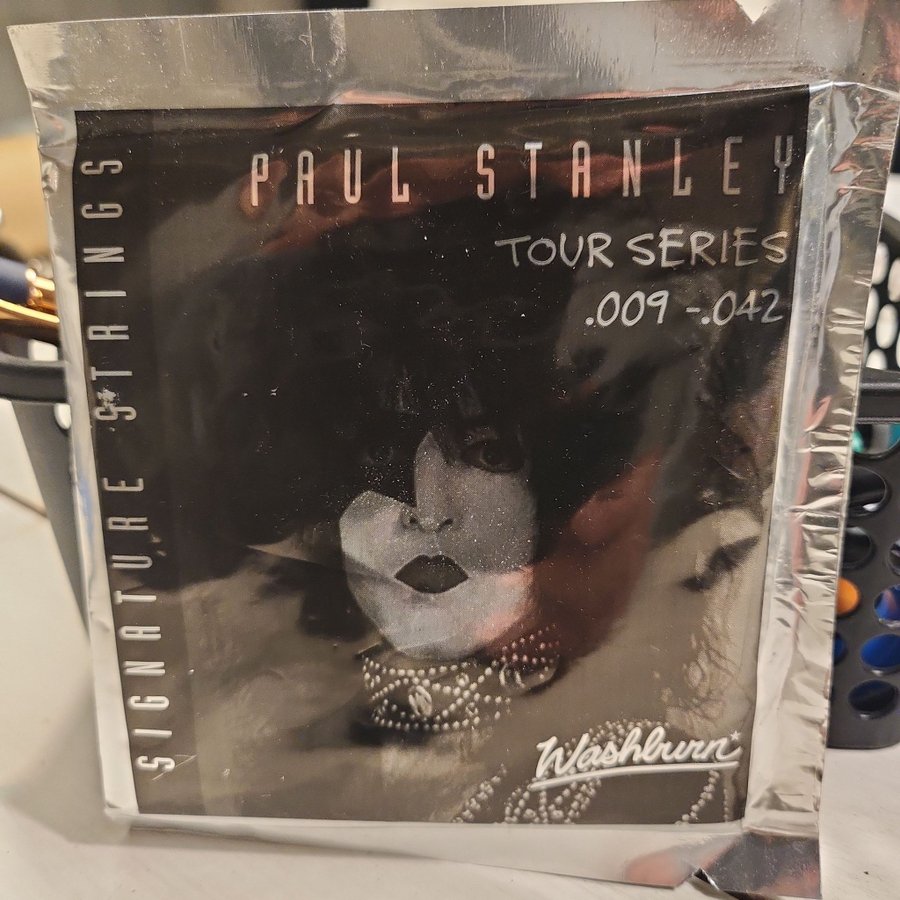 PAUL STANLEY
TOUR SERIES
.009 -.042
SIGNATURE STRINGS
Washburn